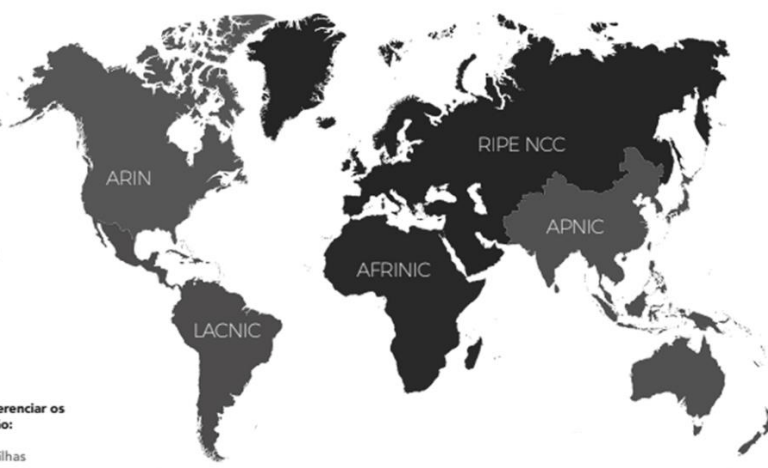 RIPE NCC
ARIN
APNIC
AFRINIC
LACNIC
erenciar os
o:
ilhas